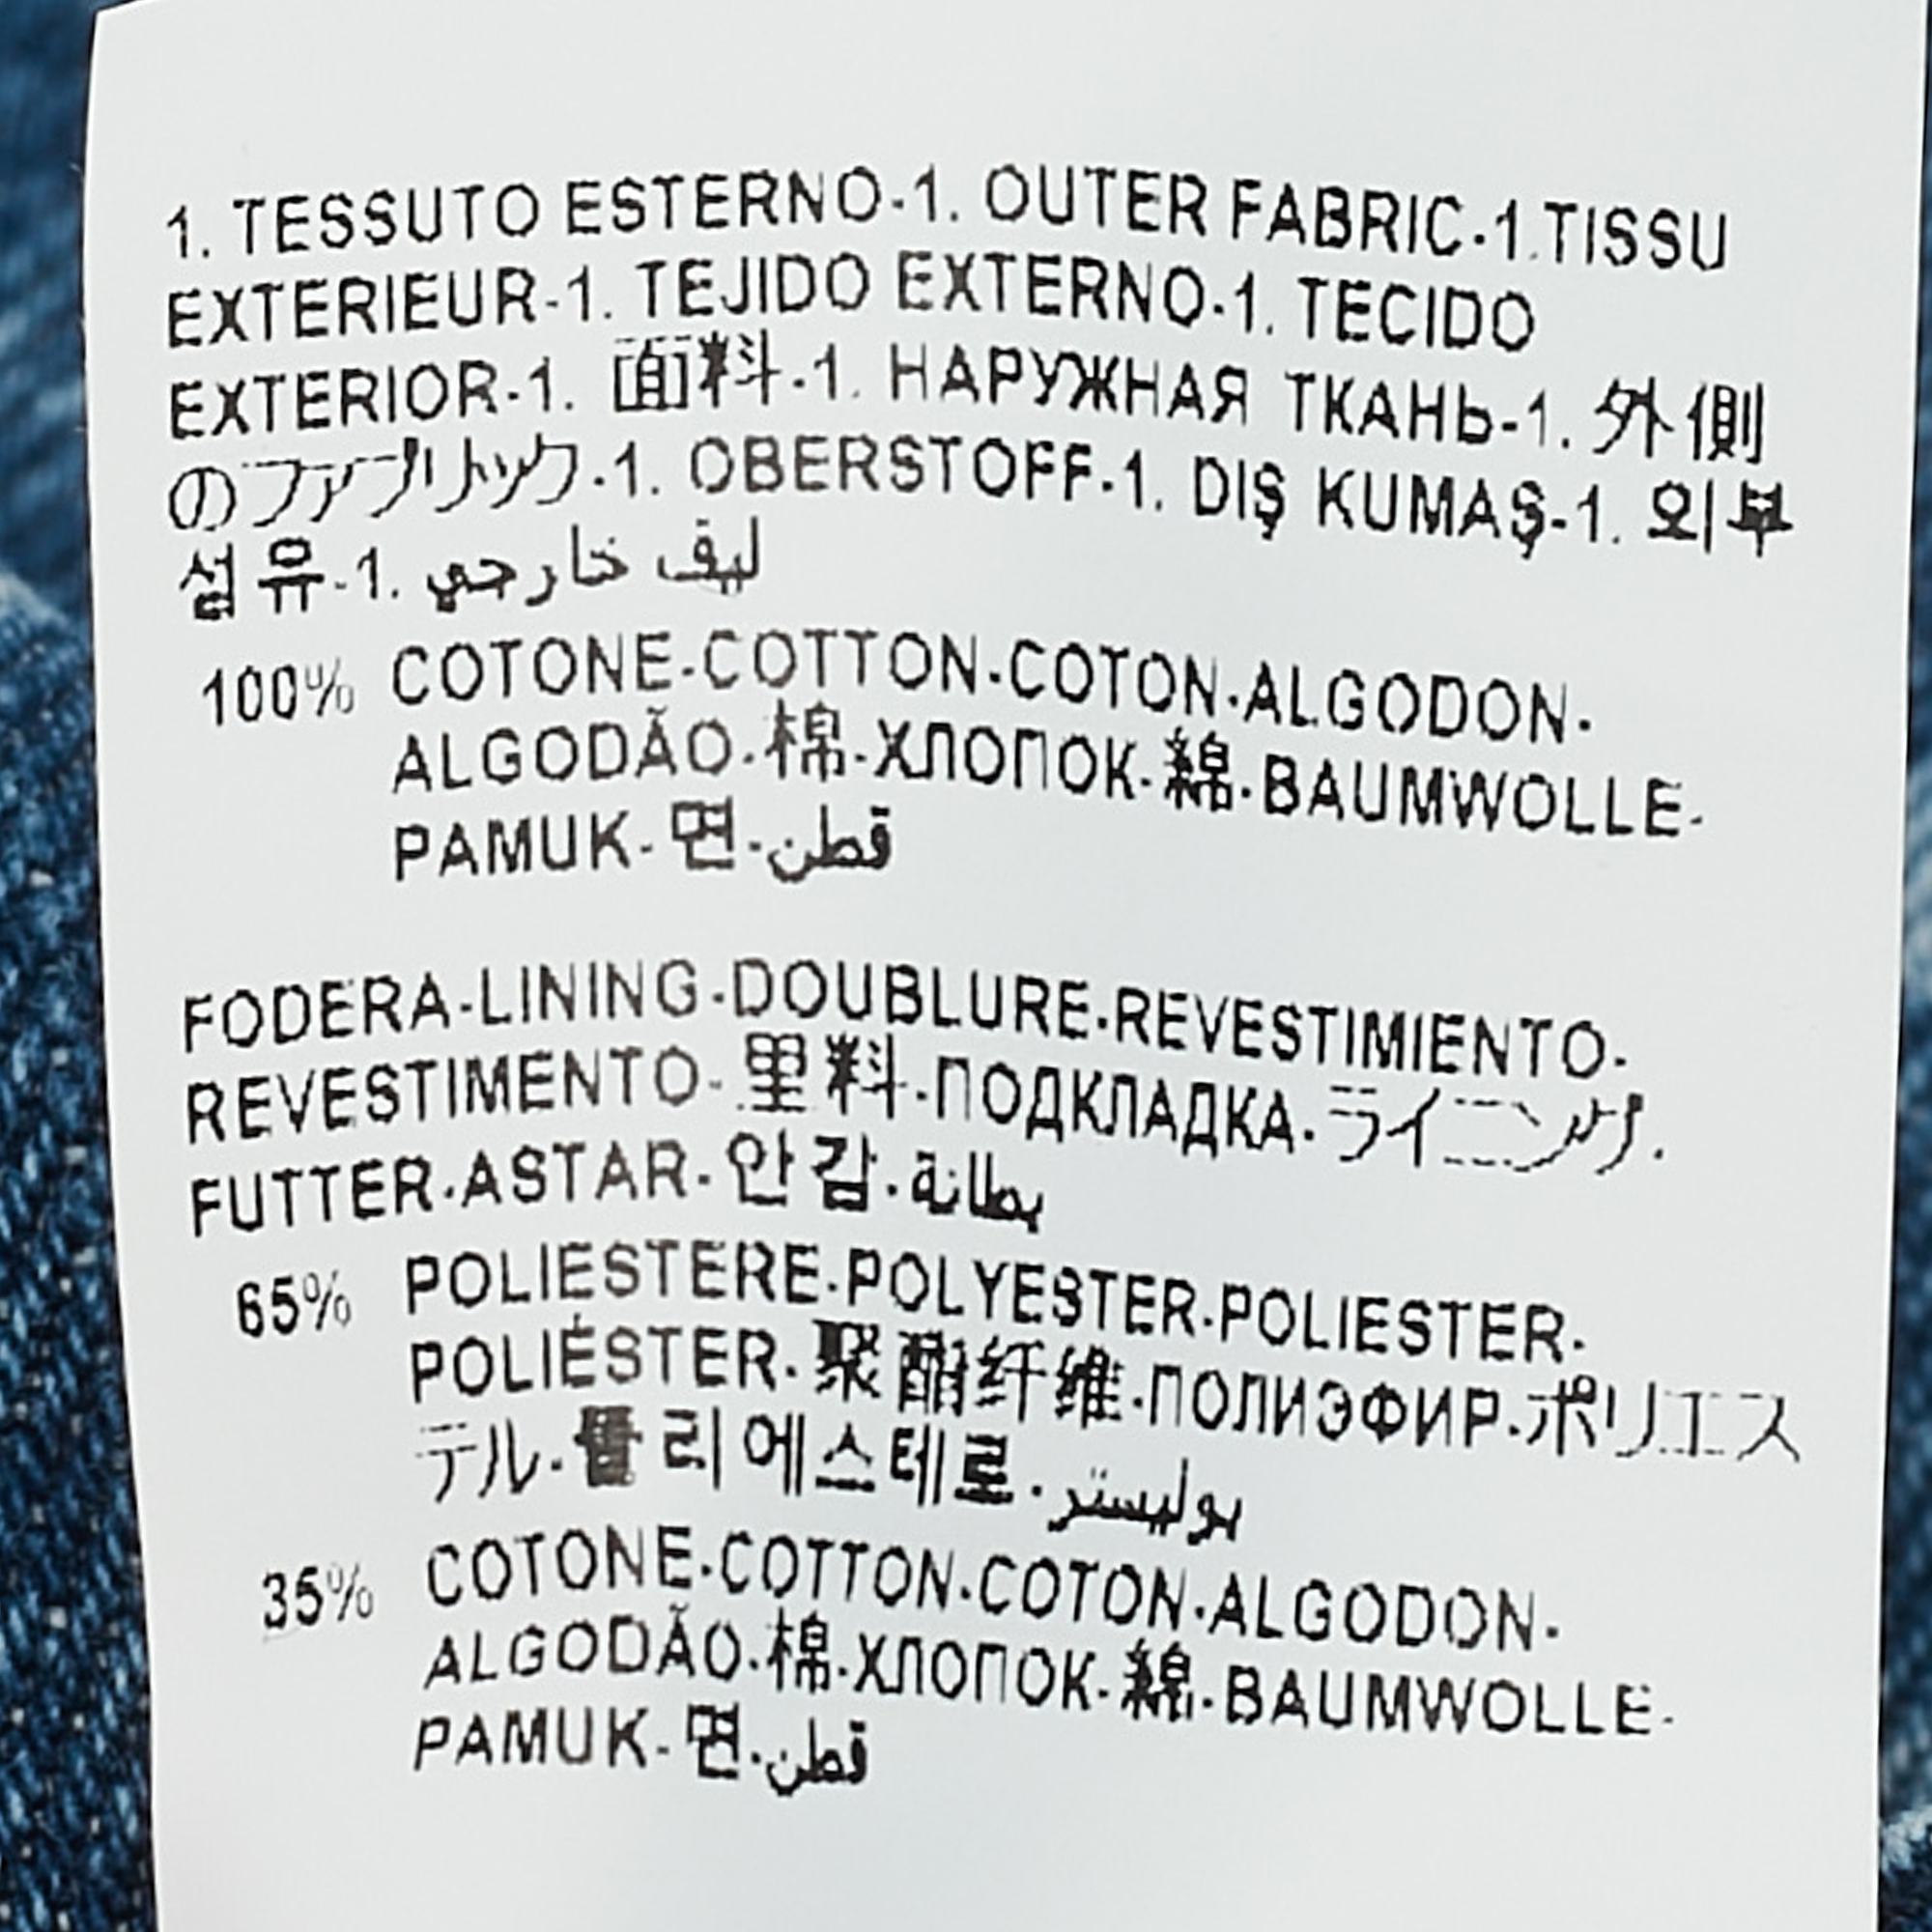 1. TESSUTO ESTERNO-1. OUTER FABRIC-1.TISSU
EXTERIEUR-1. TEJIDO EXTERNO-1. TECIDO
EXTERIOR-1. 面料-1. НАРУЖНАЯ ТКАНЬ-1. 外側
のファブリック-1. OBERSTOFF-1. DIŞ KUMAŞ-1. 외부
섬유-1. ليف خارجي
100% COTONE-COTTON-COTON-ALGODON-
ALGODÃO-棉-ХЛОПОК-綿-BAUMWOLLE-
PAMUK-면-قطن
FODERA-LINING-DOUBLURE-REVESTIMIENTO-
REVESTIMENTO-里料-ПОДКЛАДКА-ライニング-
FUTTER-ASTAR-안감-بطانة
65% POLIESTERE-POLYESTER-POLIESTER-
POLIÉSTER-聚酯纤维-ПОЛИЭФИР-ポリエス
テル-폴리에스테르-بوليستر
35% COTONE-COTTON-COTON-ALGODON-
ALGODÃO-棉-ХЛОПОК-綿-BAUMWOLLE-
PAMUK-면-قطن